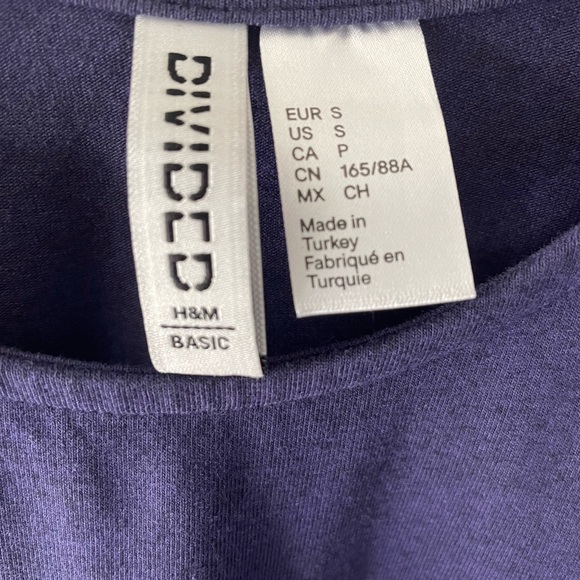 DIVIDED
H&M
BASIC
EUR S
US S
CA P
CN 165/88A
MX CH
Made in
Turkey
Fabriqué en
Turquie